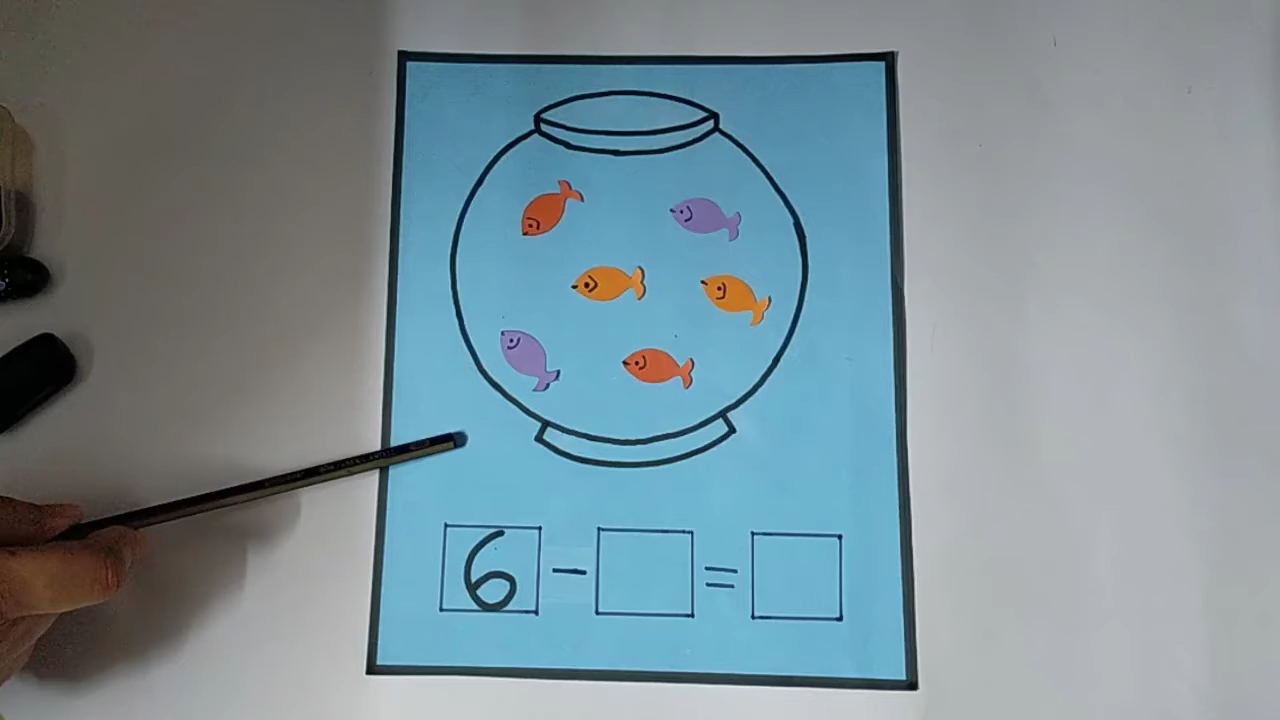 6 - =